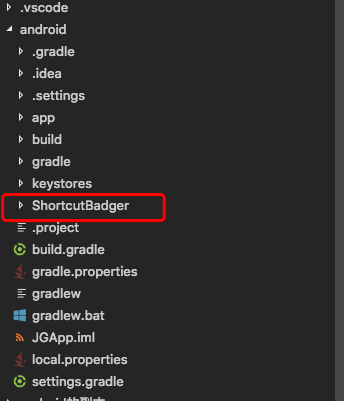 .vscode
android
.gradle
.idea
.settings
app
build
gradle
keystores
ShortcutBadger
.project
build.gradle
gradle.properties
gradlew
gradlew.bat
JGApp.iml
local.properties
settings.gradle